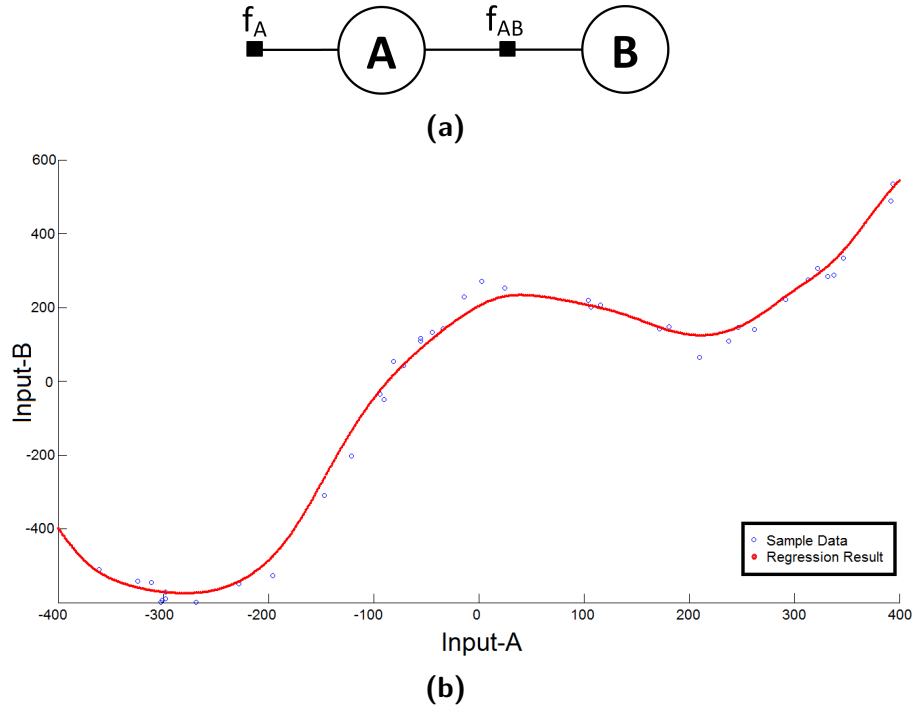 f_A
A
f_AB
B
(a)
600
400
200
0
-200
-400
Input-B
-400
-300
-200
-100
0
100
200
300
400
Input-A
Sample Data
Regression Result
(b)